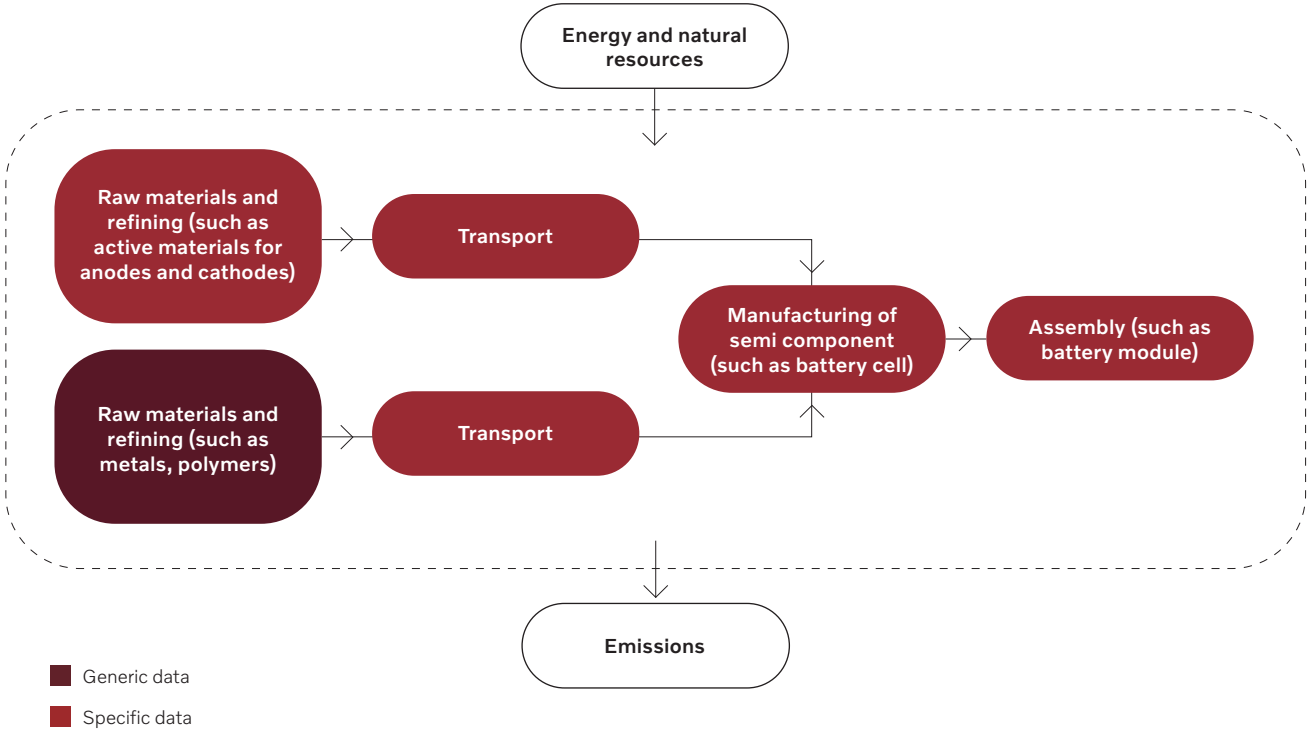 Energy and natural
resources
Raw materials and
refining (such as
active materials for
anodes and cathodes)
Transport
Manufacturing of
semi component
(such as battery cell)
Assembly (such as
battery module)
Raw materials and
refining (such as
metals, polymers)
Transport
Emissions
Generic data
Specific data